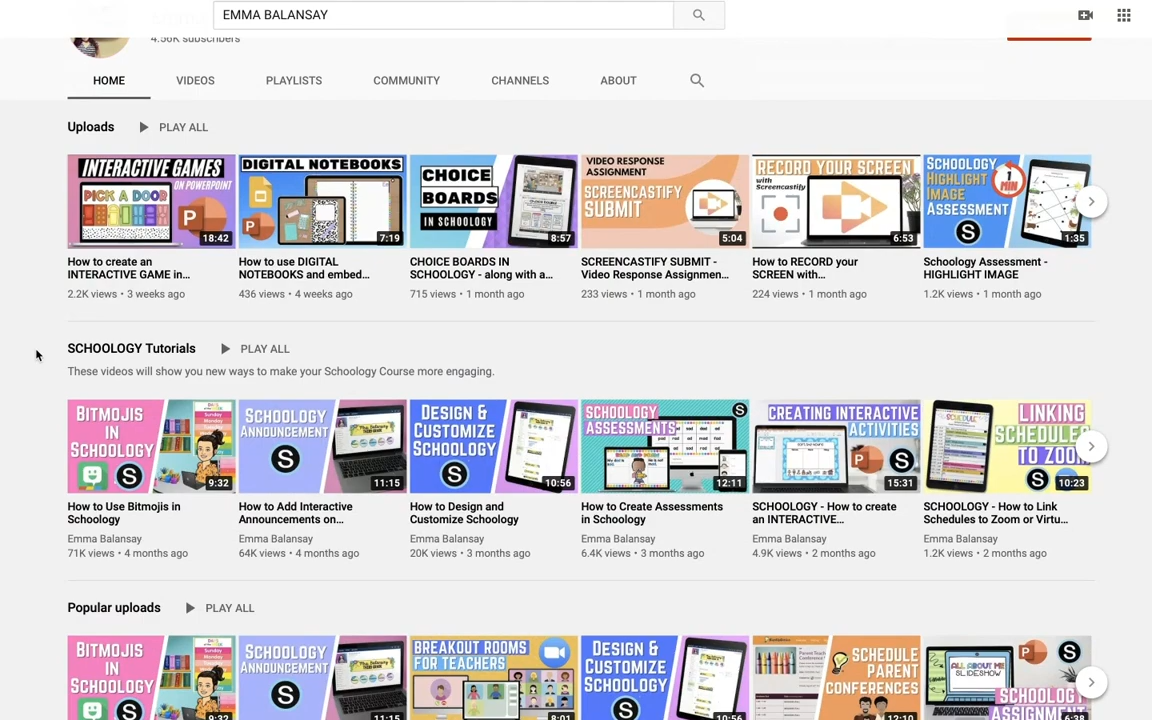 EMMA BALANSAY
4.56K subscribers
HOME VIDEOS PLAYLISTS COMMUNITY CHANNELS ABOUT
Uploads PLAY ALL
INTERACTIVE GAMES
ON POWERPOINT
PICK A DOOR
P
18:42
DIGITAL NOTEBOOKS
P
7:19
CHOICE
BOARDS
IN SCHOOLOGY
8:57
VIDEO RESPONSE
ASSIGNMENT
SCREENCASTIFY
SUBMIT
5:04
RECORD YOUR SCREEN
with
Screencastify
6:53
SCHOOLOGY
HIGHLIGHT
IMAGE
ASSESSMENT
1
MIN
S
1:35
How to create an
INTERACTIVE GAME in...
2.2K views • 3 weeks ago
How to use DIGITAL
NOTEBOOKS and embed...
436 views • 4 weeks ago
CHOICE BOARDS IN
SCHOOLOGY - along with a...
715 views • 1 month ago
SCREENCASTIFY SUBMIT -
Video Response Assignmen...
233 views • 1 month ago
How to RECORD your
SCREEN with...
224 views • 1 month ago
Schoology Assessment -
HIGHLIGHT IMAGE
1.2K views • 1 month ago
SCHOOLOGY Tutorials PLAY ALL
These videos will show you new ways to make your Schoology Course more engaging.
BITMOJIS
IN
SCHOOLOGY
Sunday
Monday
S
9:32
SCHOOLOGY
ANNOUNCEMENT
S
11:15
DESIGN &
CUSTOMIZE
SCHOOLOGY
S
10:56
SCHOOLOGY
ASSESSMENTS
S
12:11
CREATING INTERACTIVE
ACTIVITIES
P
S
15:31
SCHEDULE
LINKING
SCHEDULES
TO ZOOM
S
10:23
How to Use Bitmojis in
Schoology
Emma Balansay
71K views • 4 months ago
How to Add Interactive
Announcements on...
Emma Balansay
64K views • 4 months ago
How to Design and
Customize Schoology
Emma Balansay
20K views • 3 months ago
How to Create Assessments
in Schoology
Emma Balansay
6.4K views • 3 months ago
SCHOOLOGY - How to create
an INTERACTIVE...
Emma Balansay
4.9K views • 2 months ago
SCHOOLOGY - How to Link
Schedules to Zoom or Virtu...
Emma Balansay
1.2K views • 2 months ago
Popular uploads PLAY ALL
BITMOJIS
IN
SCHOOLOGY
Sunday
Monday
S
9:32
SCHOOLOGY
ANNOUNCEMENT
S
11:15
BREAKOUT ROOMS
FOR TEACHERS
8:01
DESIGN &
CUSTOMIZE
SCHOOLOGY
S
10:56
SCHEDULE
PARENT
CONFERENCES
12:10
ALL ABOUT ME
SLIDESHOW
P
S
SCHOOLOGY
ASSIGNMENT
6:38